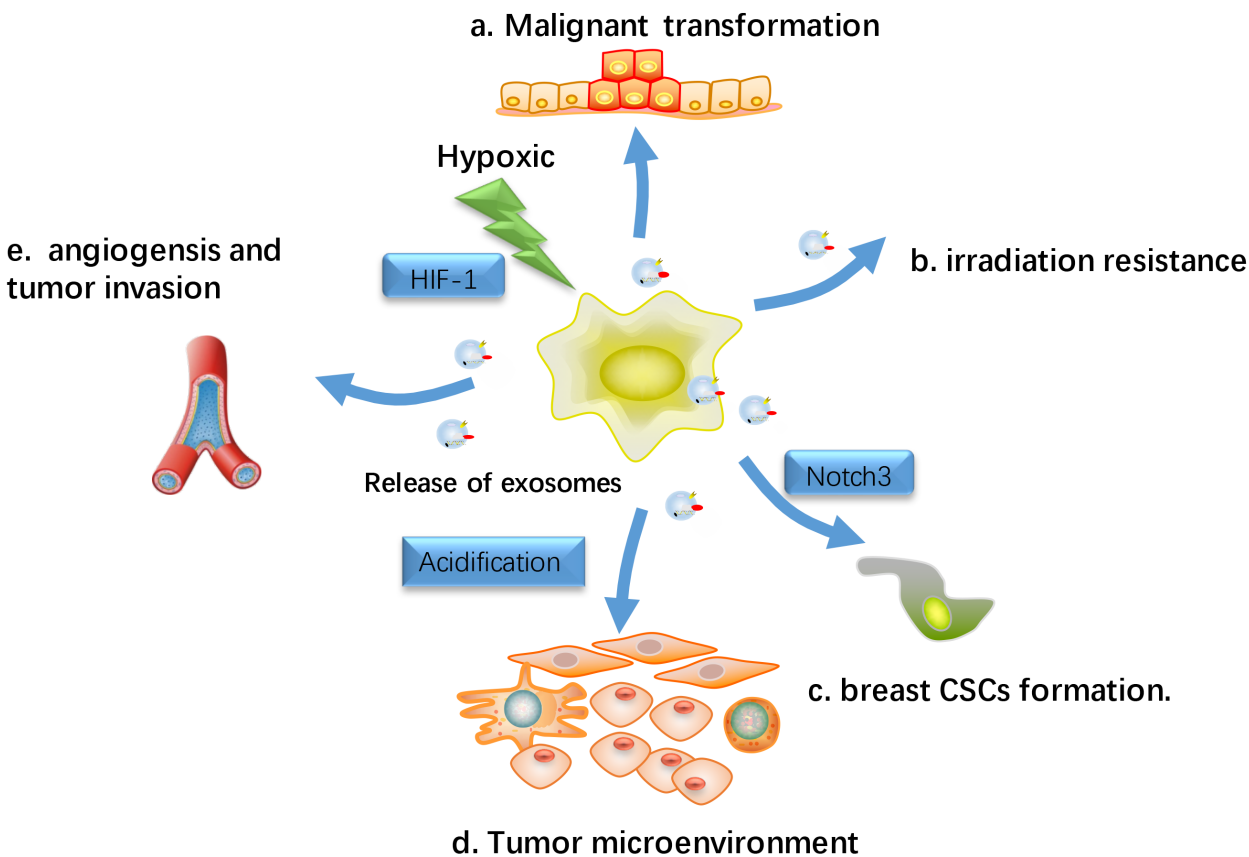 a. Malignant transformation
Hypoxic
e. angiogensis and
tumor invasion
HIF-1
b. irradiation resistance
Notch3
Release of exosomes
Acidification
c. breast CSCs formation.
d. Tumor microenvironment